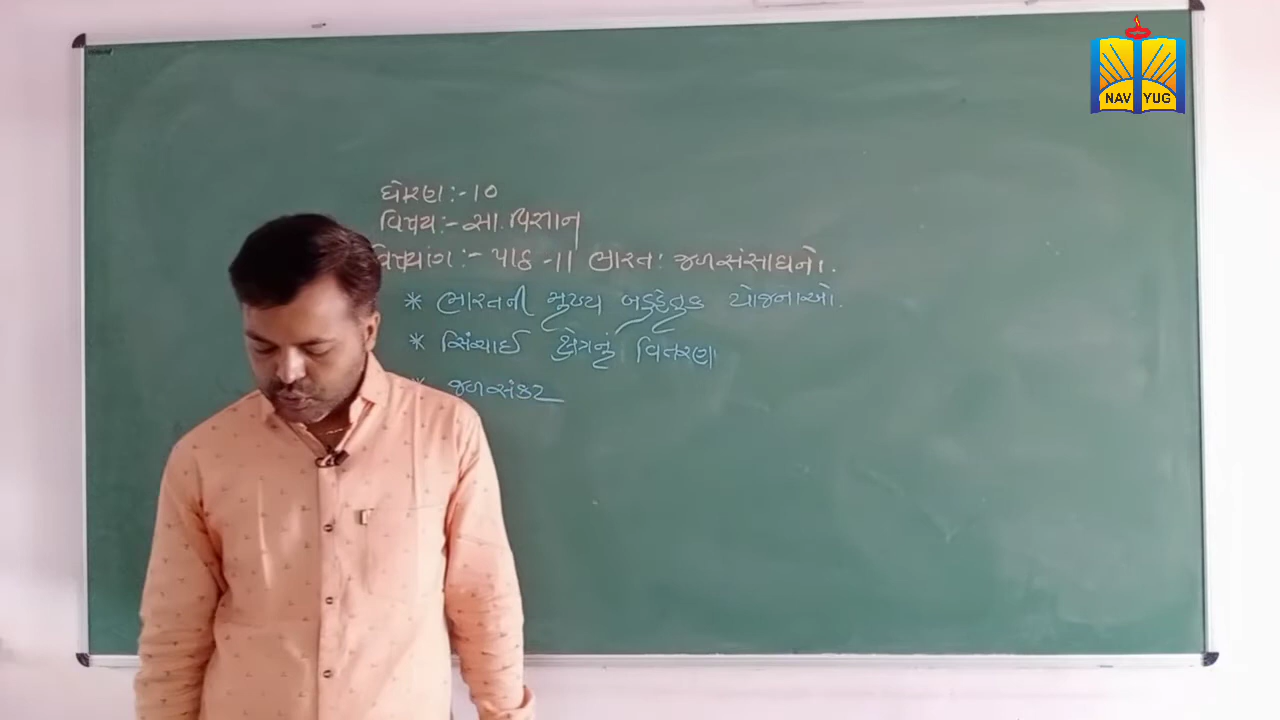 NAV YUG
ધોરણ:-10
વિષય:- સા.વિજ્ઞાન
વિષયાંગ:- પાઠ -11 ભારત: જળસંસાધનો.
* ભારતની મુખ્ય બહુહેતુક યોજનાઓ.
* સિંચાઈ ક્ષેત્રનું વિતરણ
* જળસંકટ